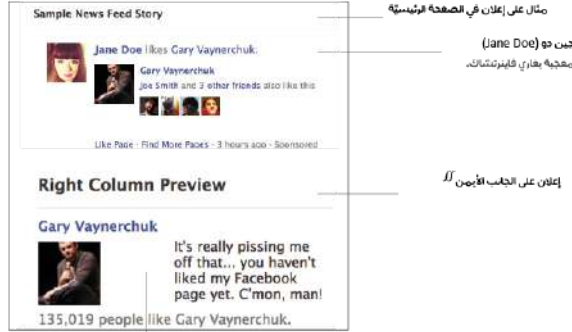 Sample News Feed Story
مثال على إعلان في الصفحة الرئيسيّة
Jane Doe likes Gary Vaynerchuk.
جين دو (Jane Doe)
معجبة بغاري فاينرتشاك.
Gary Vaynerchuk
Joe Smith and 3 other friends also like this
Like Page · Find More Pages · 3 hours ago · Sponsored
Right Column Preview
إعلان على الجانب الأيمن
Gary Vaynerchuk
It's really pissing me
off that... you haven't
liked my Facebook
page yet. C'mon, man!
135,019 people like Gary Vaynerchuk.